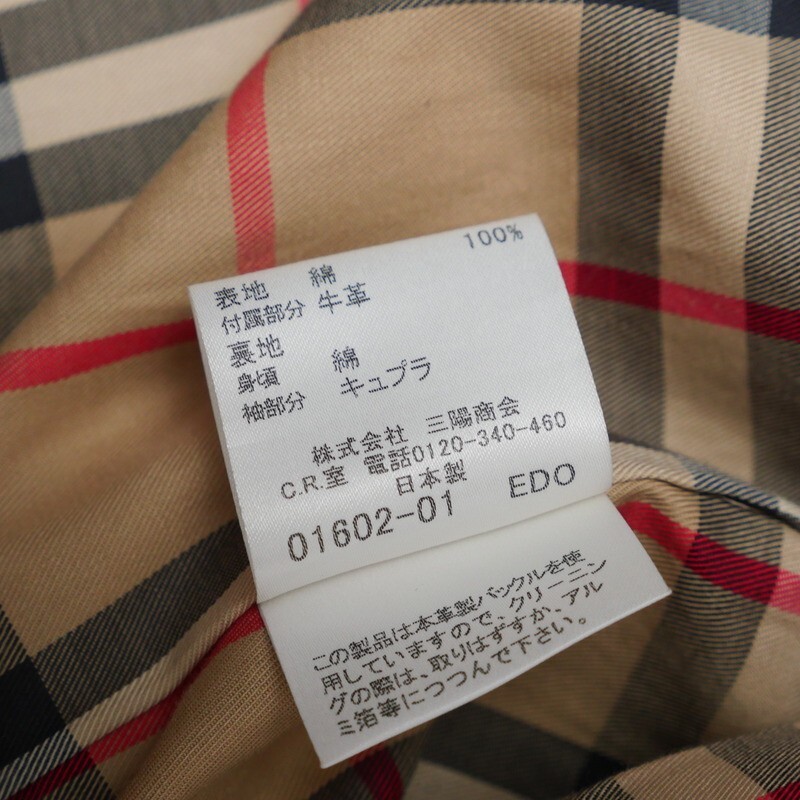 表地 綿 100%
付属部分 牛革
裏地
身頃 綿
袖部分 キュプラ
株式会社 三陽商会
C.R.室 電話0120-340-460
日本製
01602-01 EDO
この製品は本革製バックルを使
用していますので、クリーニン
グの際は、取りはずすか、アル
ミ箔等につつんで下さい。